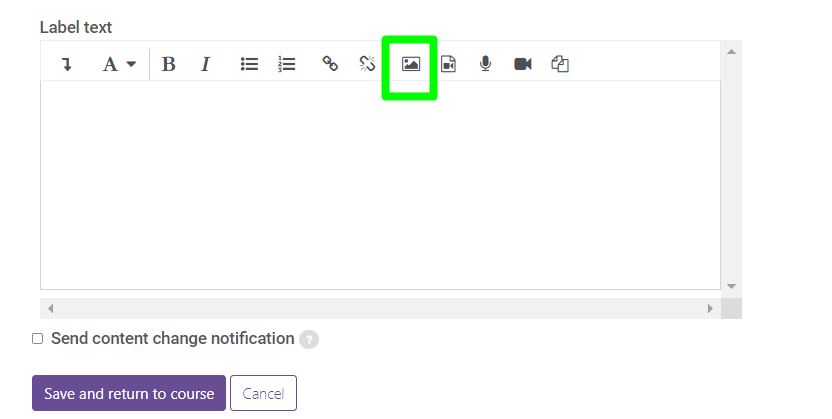 Label text
A B I
Send content change notification ?
Save and return to course Cancel